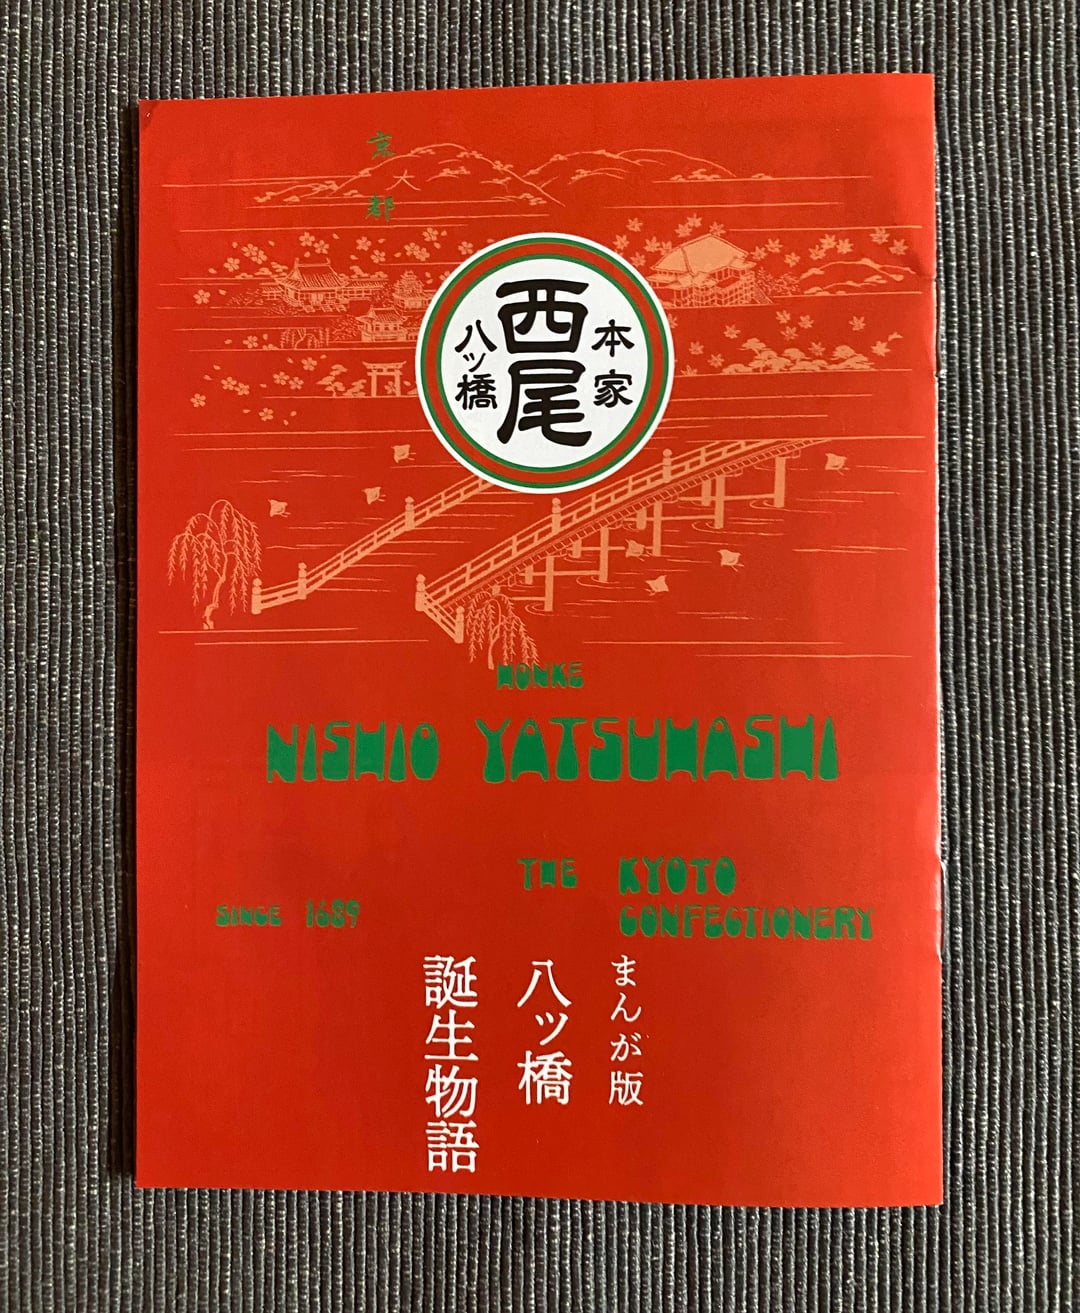 京都
大
本家
西尾
八ッ橋
HONKE
NISHIO YATSUHASHI
THE KYOTO
CONFECTIONERY
SINCE 1689
まんが版
八ッ橋
誕生物語